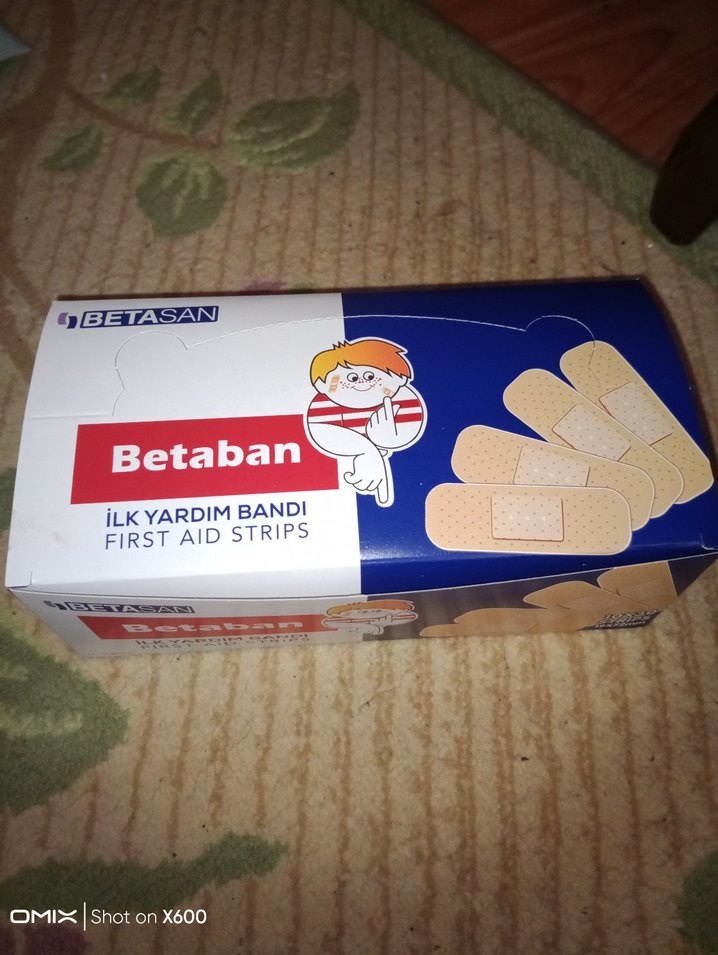 BETASAN
Betaban
İLK YARDIM BANDI
FIRST AID STRIPS
BETASAN
Betaban
İLK YARDIM BANDI
FIRST AID STRIPS
STRIPS
OMIX | Shot on X600